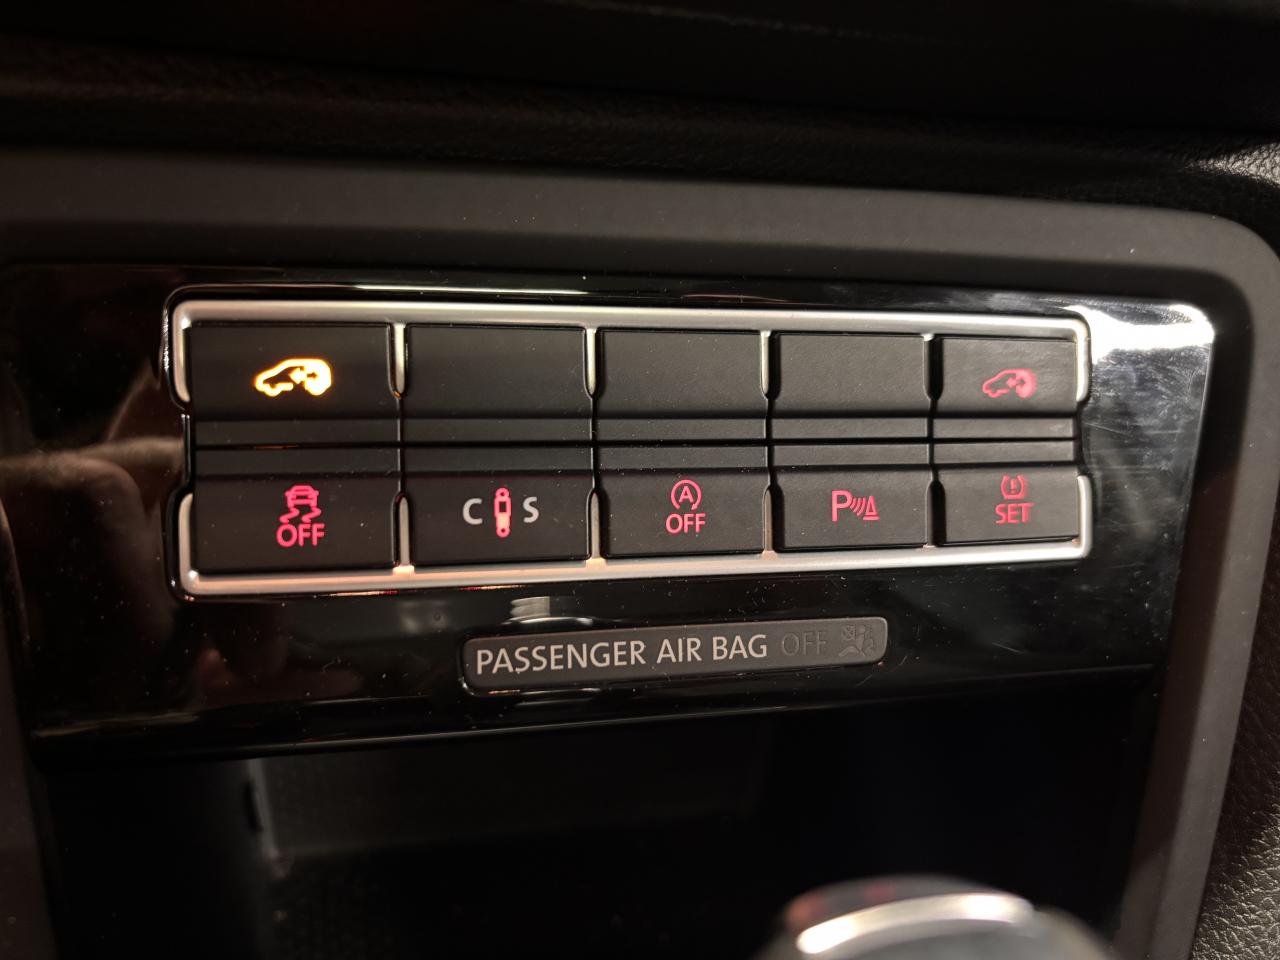 OFF
C S
A
OFF
P
SET
PASSENGER AIR BAG OFF